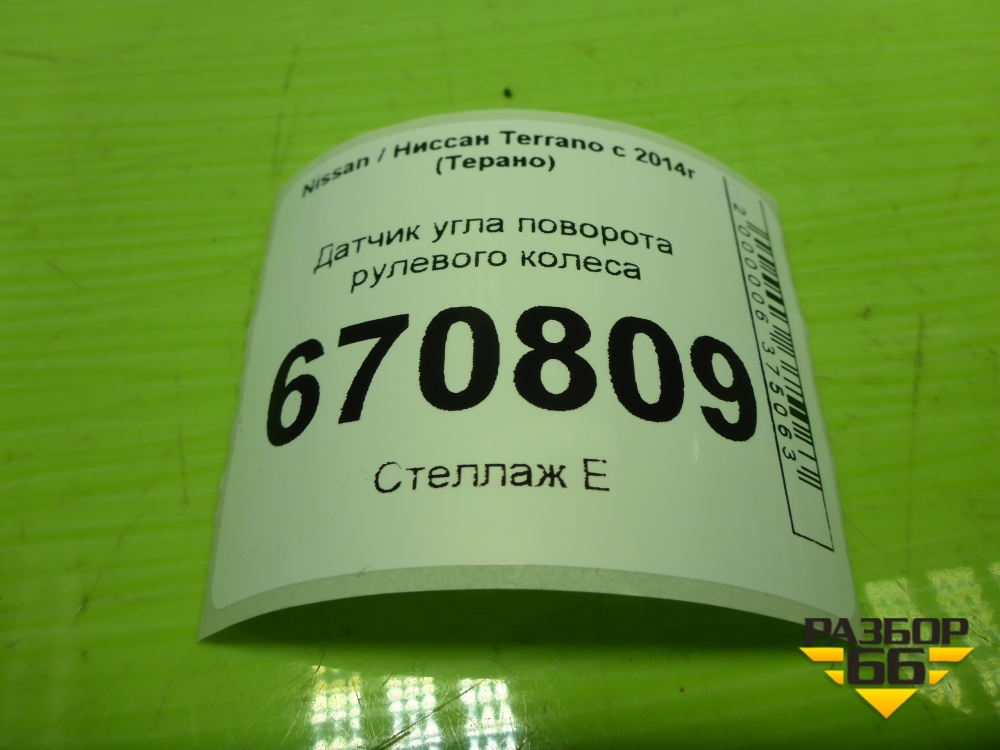 Nissan / Ниссан Terrano с 2014г
(Терано)
Датчик угла поворота
рулевого колеса
670809
Стеллаж Е
2000006375063
РАЗБОР
66